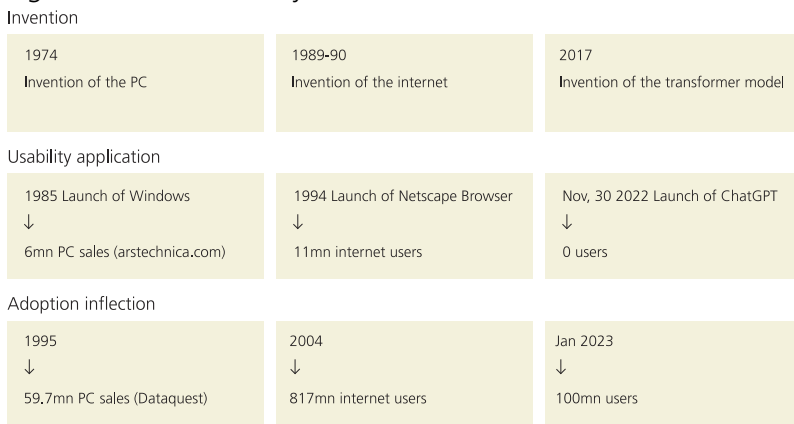 Invention
1974
Invention of the PC
1989-90
Invention of the internet
2017
Invention of the transformer model
Usability application
1985 Launch of Windows
↓
6mn PC sales (arstechnica.com)
1994 Launch of Netscape Browser
↓
11mn internet users
Nov, 30 2022 Launch of ChatGPT
↓
0 users
Adoption inflection
1995
↓
59.7mn PC sales (Dataquest)
2004
↓
817mn internet users
Jan 2023
↓
100mn users